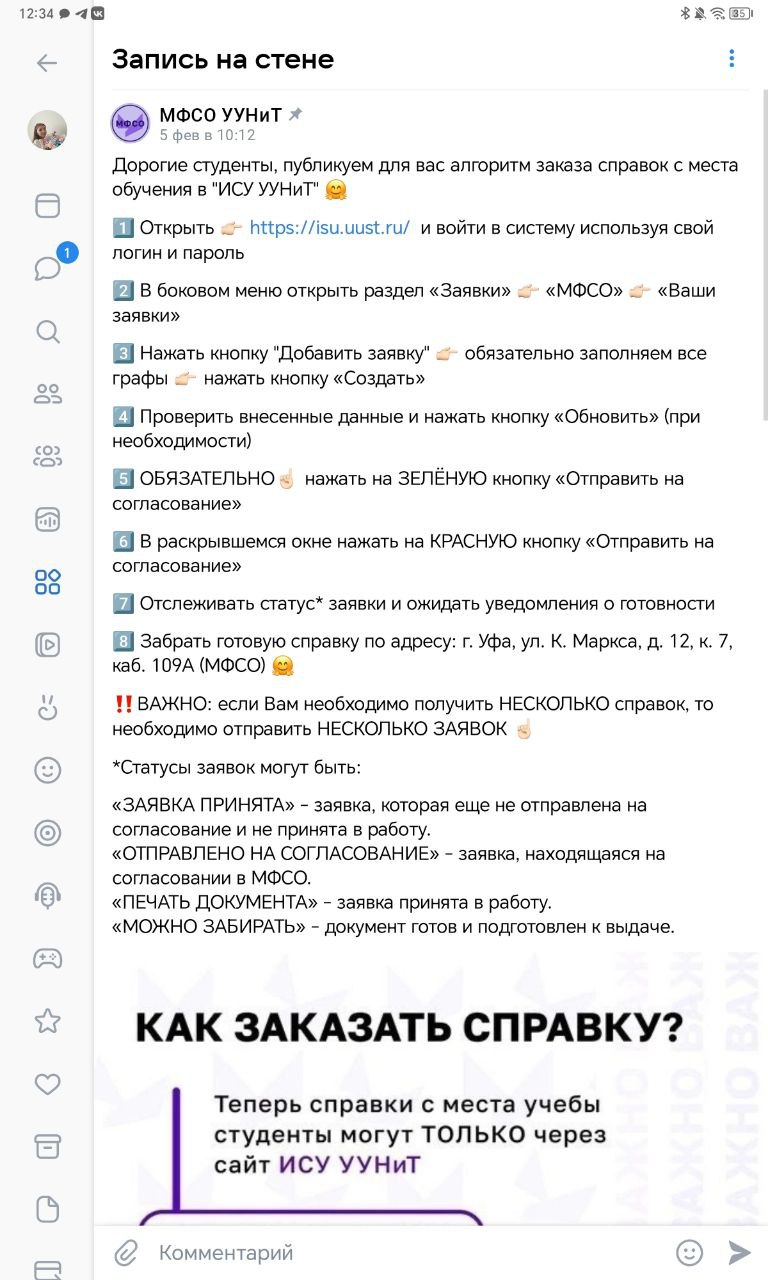 12:34
35
Запись на стене
МФСО УУНиТ
5 фев в 10:12
Дорогие студенты, публикуем для вас алгоритм заказа справок с места
обучения в "ИСУ УУНиТ" 🤗
1️⃣ Открыть 👉🏻 https://isu.uust.ru/ и войти в систему используя свой
логин и пароль
1
2️⃣ В боковом меню открыть раздел «Заявки» 👉🏻 «МФСО» 👉🏻 «Ваши
заявки»
3️⃣ Нажать кнопку "Добавить заявку" 👉🏻 обязательно заполняем все
графы 👉🏻 нажать кнопку «Создать»
4️⃣ Проверить внесенные данные и нажать кнопку «Обновить» (при
необходимости)
5️⃣ ОБЯЗАТЕЛЬНО☝🏻 нажать на ЗЕЛЁНУЮ кнопку «Отправить на
согласование»
6️⃣ В раскрывшемся окне нажать на КРАСНУЮ кнопку «Отправить на
согласование»
7️⃣ Отслеживать статус* заявки и ожидать уведомления о готовности
8️⃣ Забрать готовую справку по адресу: г. Уфа, ул. К. Маркса, д. 12, к. 7,
каб. 109А (МФСО) 🤗
‼️ВАЖНО: если Вам необходимо получить НЕСКОЛЬКО справок, то
необходимо отправить НЕСКОЛЬКО ЗАЯВОК ☝🏻
*Статусы заявок могут быть:
«ЗАЯВКА ПРИНЯТА» – заявка, которая еще не отправлена на
согласование и не принята в работу.
«ОТПРАВЛЕНО НА СОГЛАСОВАНИЕ» – заявка, находящаяся на
согласовании в МФСО.
«ПЕЧАТЬ ДОКУМЕНТА» – заявка принята в работу.
«МОЖНО ЗАБИРАТЬ» – документ готов и подготовлен к выдаче.
КАК ЗАКАЗАТЬ СПРАВКУ?
Теперь справки с места учебы
студенты могут ТОЛЬКО через
сайт ИСУ УУНиТ
ВАЖНО
Комментарий